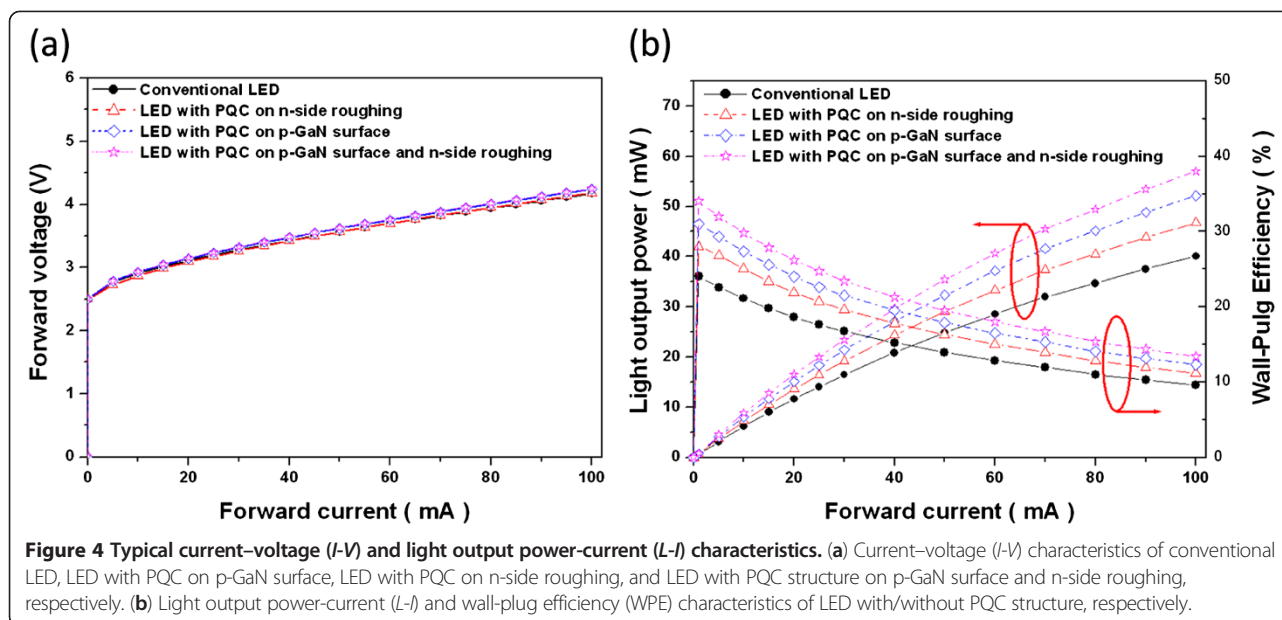 (a)
6
5
4
3
2
1
0
Forward voltage (V)
Conventional LED
LED with PQC on n-side roughing
LED with PQC on p-GaN surface
LED with PQC on p-GaN surface and n-side roughing
0 20 40 60 80 100
Forward current ( mA )
(b)
70
60
50
40
30
20
10
0
Light output power ( mW )
Conventional LED
LED with PQC on n-side roughing
LED with PQC on p-GaN surface
LED with PQC on p-GaN surface and n-side roughing
50
40
30
20
10
0
Wall-Pulg Efficiency ( % )
0 20 40 60 80 100
Forward current ( mA )
Figure 4 Typical current–voltage (I-V) and light output power-current (L-I) characteristics. (a) Current–voltage (I-V) characteristics of conventional
LED, LED with PQC on p-GaN surface, LED with PQC on n-side roughing, and LED with PQC structure on p-GaN surface and n-side roughing,
respectively. (b) Light output power-current (L-I) and wall-plug efficiency (WPE) characteristics of LED with/without PQC structure, respectively.